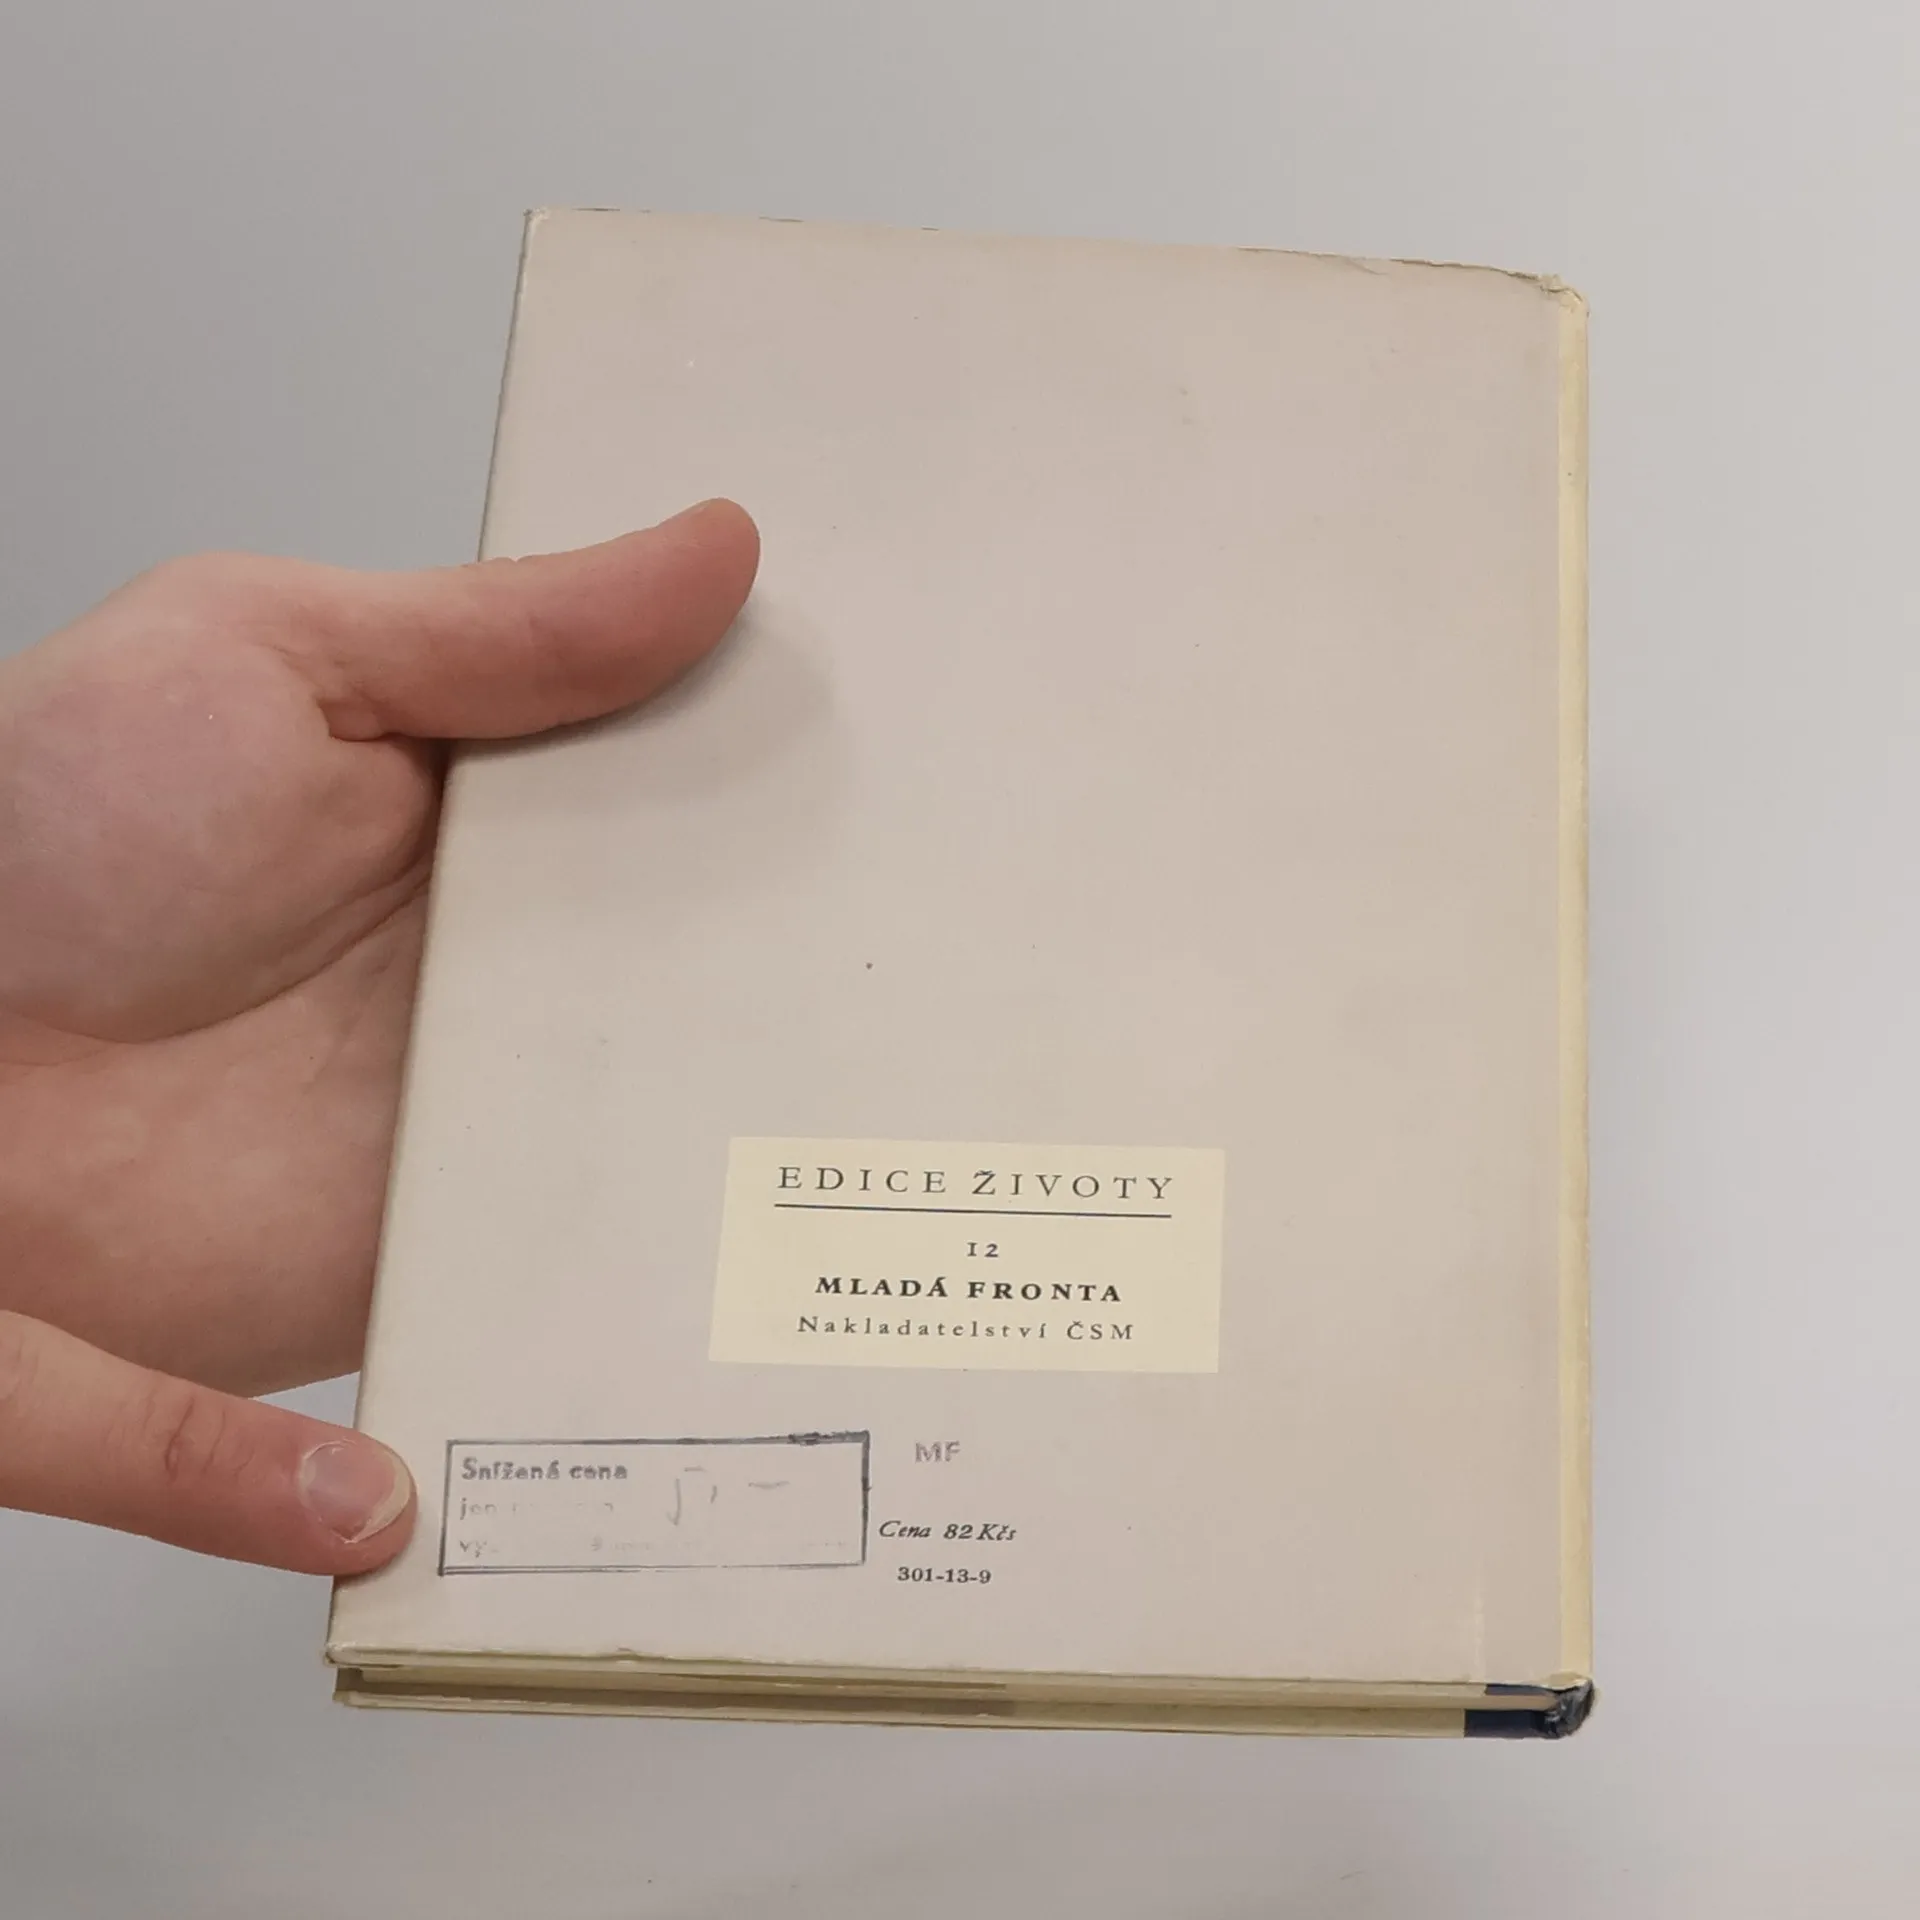 EDICE ŽIVOTY
12
MLADÁ FRONTA
Nakladatelství ČSM
Snížená cena
MF
Cena 82 Kčs
301-13-9